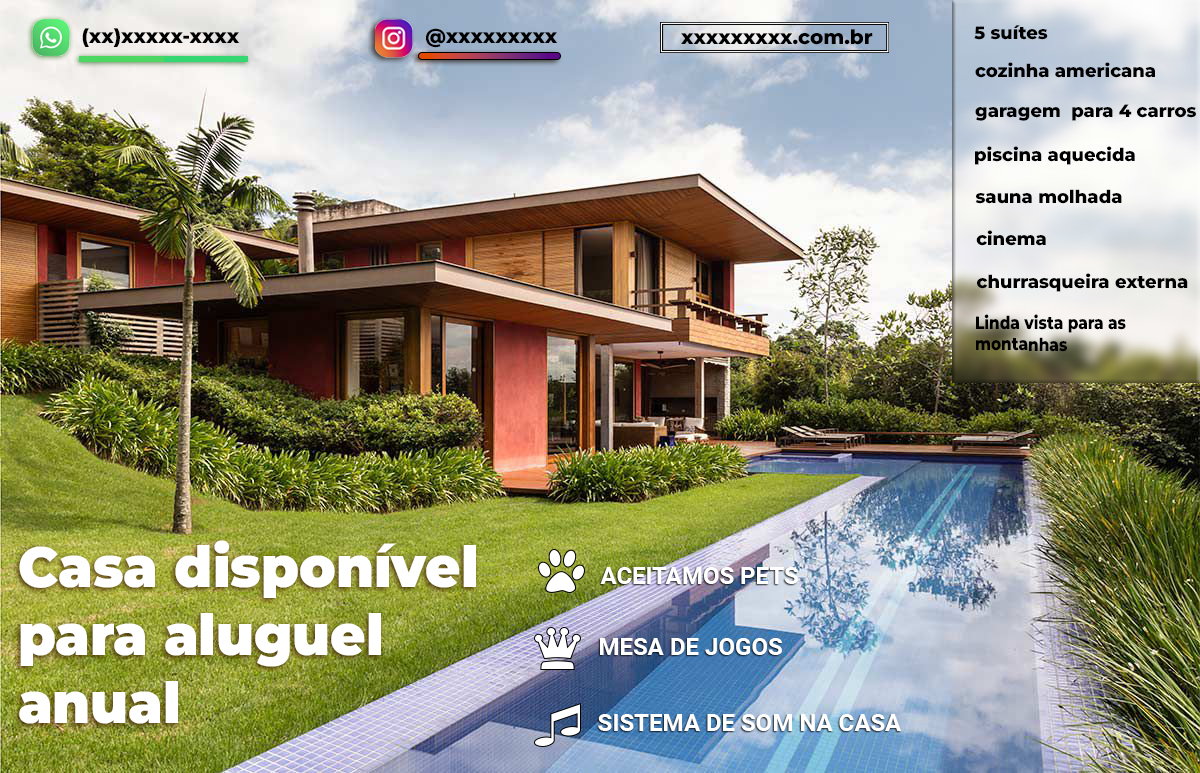 (xx)xxxxx-xxxx
@xxxxxxxxx
xxxxxxxxx.com.br
5 suítes
cozinha americana
garagem  para 4 carros
piscina aquecida
sauna molhada
cinema
churrasqueira externa
Linda vista para as
montanhas
Casa disponível
para aluguel
anual
ACEITAMOS PETS
MESA DE JOGOS
SISTEMA DE SOM NA CASA